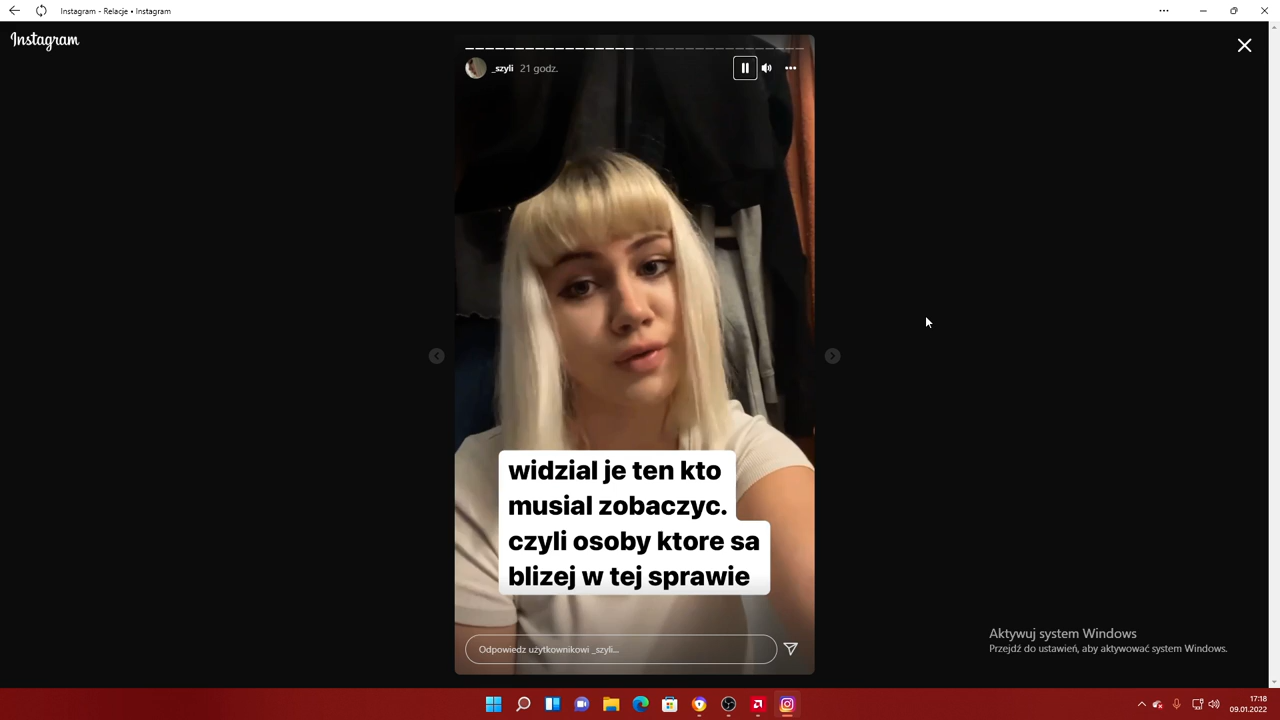 Instagram - Relacje • Instagram
Instagram
_szyli 21 godz.
widzial je ten kto
musial zobaczyc.
czyli osoby ktore sa
blizej w tej sprawie
Odpowiedz użytkownikowi _szyli...
Aktywuj system Windows
Przejdź do ustawień, aby aktywować system Windows.
17:18
09.01.2022